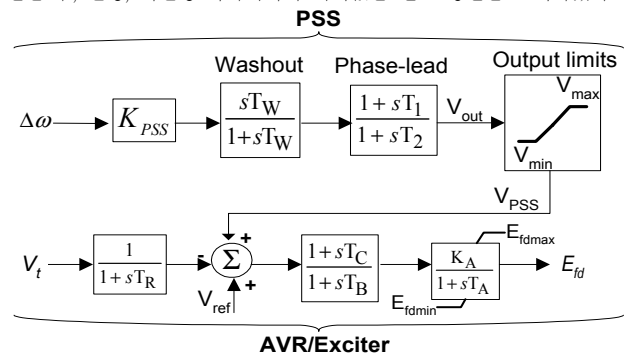 PSS
Washout
Phase-lead
Output limits
Δω
K_PSS
sT_W
1+sT_W
1+sT_1
1+sT_2
V_out
V_max
V_min
V_PSS
V_t
1
1+sT_R
-
+
Σ
+
V_ref
1+sT_C
1+sT_B
K_A
1+sT_A
E_fdmax
E_fdmin
E_fd
AVR/Exciter